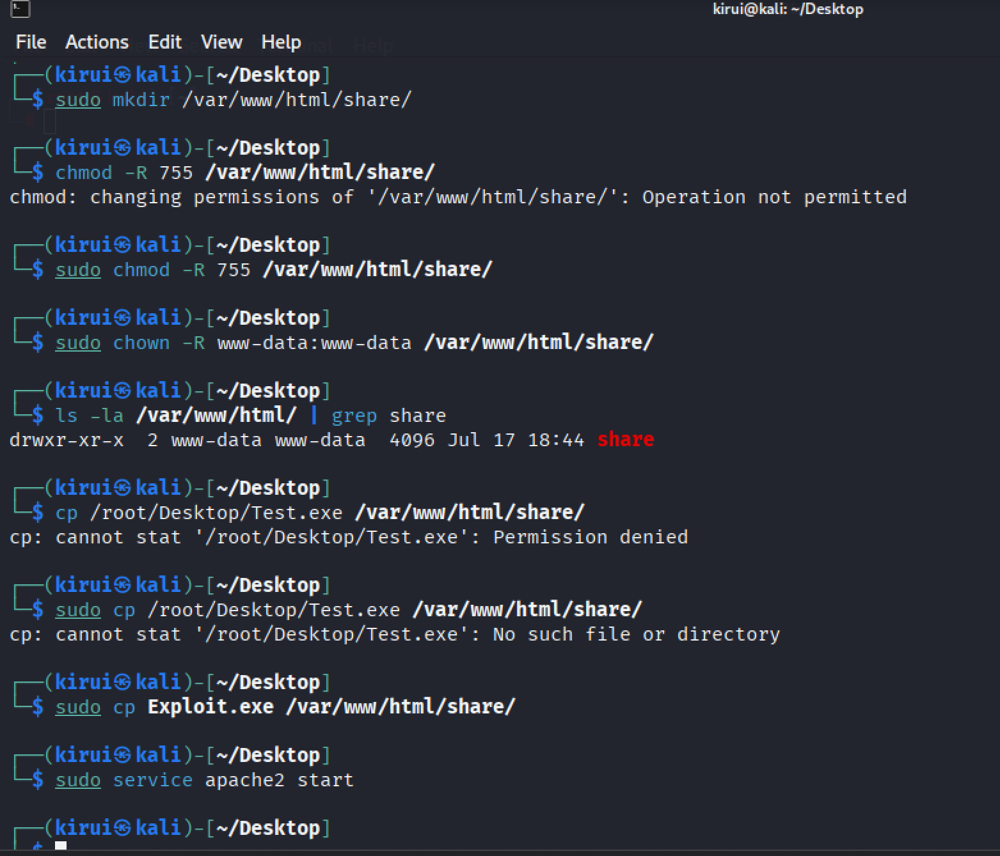 kirui@kali: ~/Desktop
File Actions Edit View Help
┌──(kirui㉿kali)-[~/Desktop]
└─$ sudo mkdir /var/www/html/share/
┌──(kirui㉿kali)-[~/Desktop]
└─$ chmod -R 755 /var/www/html/share/
chmod: changing permissions of '/var/www/html/share/': Operation not permitted
┌──(kirui㉿kali)-[~/Desktop]
└─$ sudo chmod -R 755 /var/www/html/share/
┌──(kirui㉿kali)-[~/Desktop]
└─$ sudo chown -R www-data:www-data /var/www/html/share/
┌──(kirui㉿kali)-[~/Desktop]
└─$ ls -la /var/www/html/ | grep share
drwxr-xr-x  2 www-data www-data  4096 Jul 17 18:44 share
┌──(kirui㉿kali)-[~/Desktop]
└─$ cp /root/Desktop/Test.exe /var/www/html/share/
cp: cannot stat '/root/Desktop/Test.exe': Permission denied
┌──(kirui㉿kali)-[~/Desktop]
└─$ sudo cp /root/Desktop/Test.exe /var/www/html/share/
cp: cannot stat '/root/Desktop/Test.exe': No such file or directory
┌──(kirui㉿kali)-[~/Desktop]
└─$ sudo cp Exploit.exe /var/www/html/share/
┌──(kirui㉿kali)-[~/Desktop]
└─$ sudo service apache2 start
┌──(kirui㉿kali)-[~/Desktop]
└─$